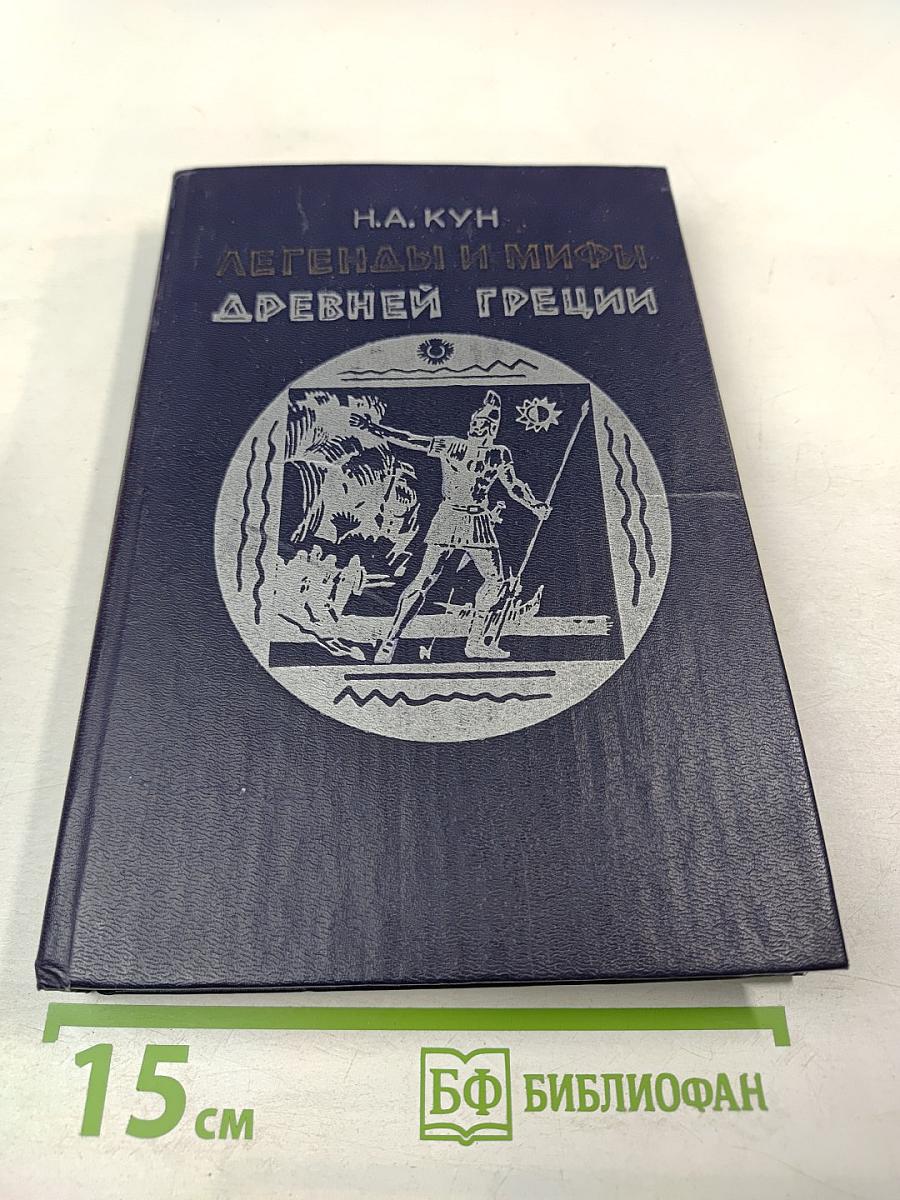 Н.А. КУН
ЛЕГЕНДЫ И МИФЫ
ДРЕВНЕЙ ГРЕЦИИ
15 см
БФ БИБЛИОФАН